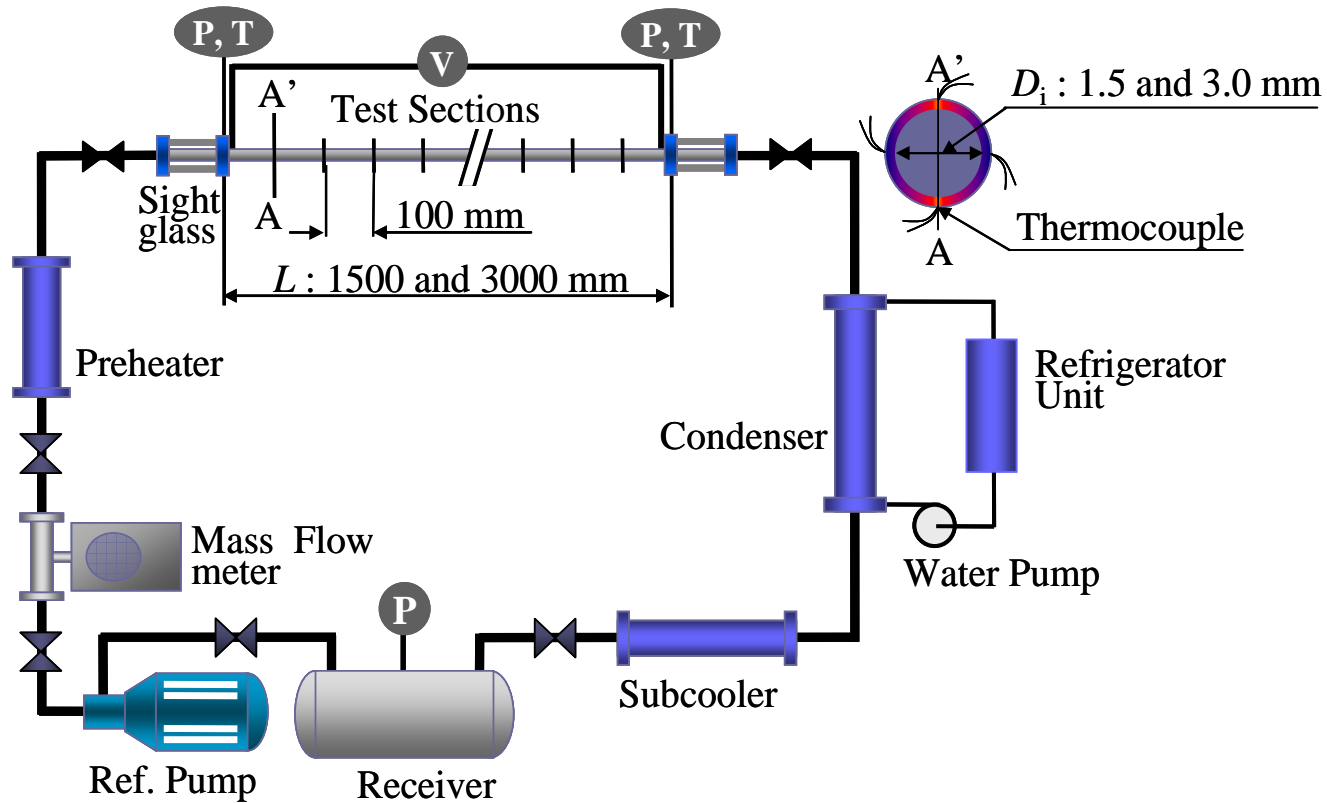 P, T
P, T
V
A’
Test Sections
A’
Di : 1.5 and 3.0 mm
Sight
glass
A
100 mm
Thermocouple
A
L : 1500 and 3000 mm
Preheater
Refrigerator
Unit
Condenser
Mass Flow
meter
Water Pump
P
Subcooler
Ref. Pump
Receiver